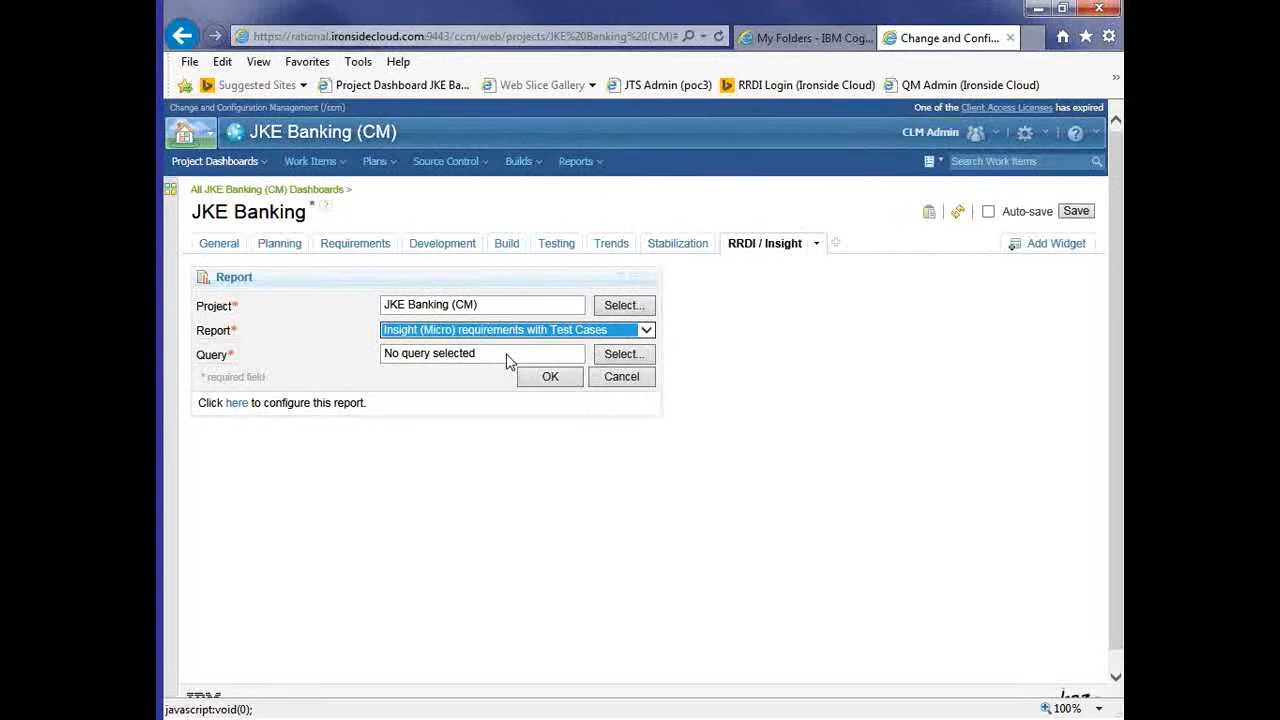 https://rational.ironsidecloud.com:9443/ccm/web/projects/JKE%20Banking%20(CM)#
My Folders - IBM Cog...
Change and Confi...
File Edit View Favorites Tools Help
Suggested Sites
Project Dashboard JKE Ba...
Web Slice Gallery
JTS Admin (poc3)
RRDI Login (Ironside Cloud)
QM Admin (Ironside Cloud)
Change and Configuration Management (/ccm)
One of the Client Access Licenses has expired
JKE Banking (CM)
CLM Admin
Project Dashboards Work Items Plans Source Control Builds Reports
Search Work Items
All JKE Banking (CM) Dashboards >
JKE Banking * ?
Auto-save Save
General Planning Requirements Development Build Testing Trends Stabilization RRDI / Insight
Add Widget
Report
Project* JKE Banking (CM) Select...
Report* Insight (Micro) requirements with Test Cases
Query* No query selected Select...
* required field OK Cancel
Click here to configure this report.
javascript:void(0);
100%